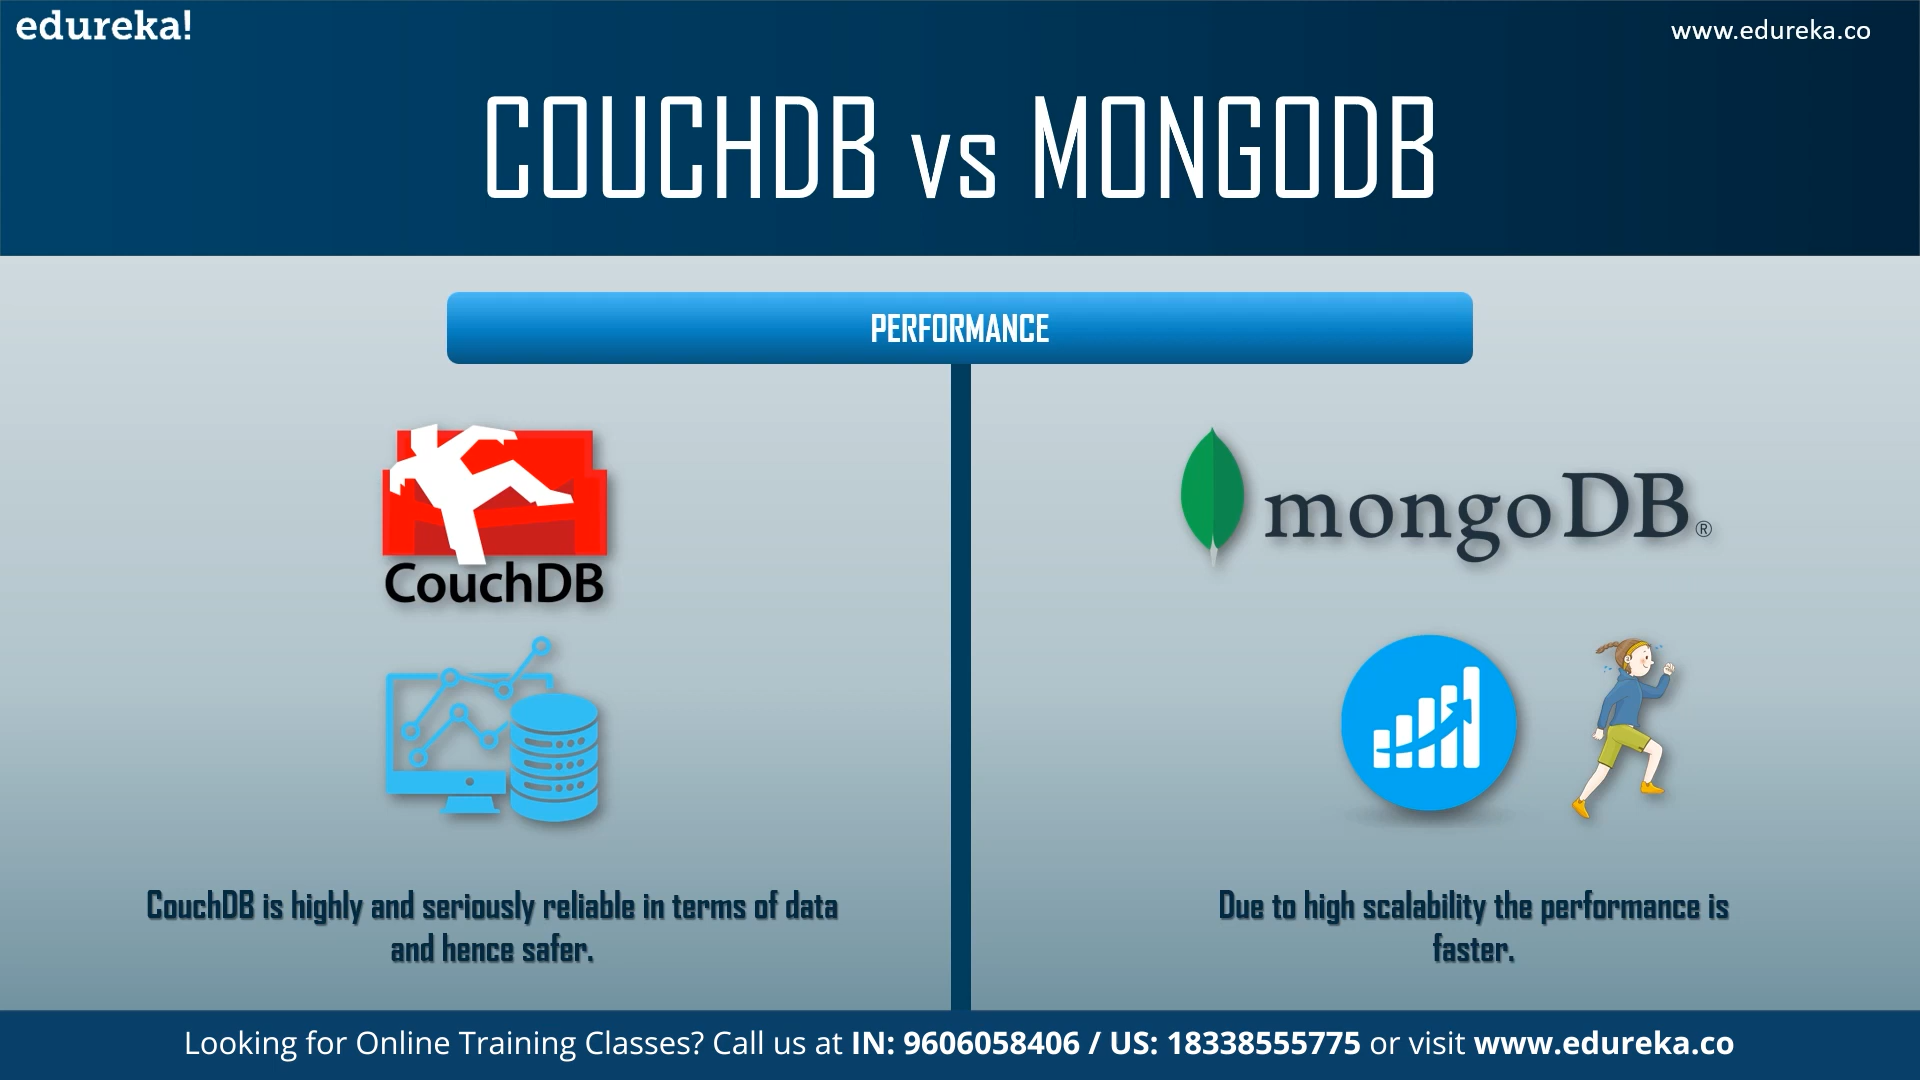 edureka!
www.edureka.co
COUCHDB vs MONGODB
PERFORMANCE
CouchDB
mongoDB®
CouchDB is highly and seriously reliable in terms of data
and hence safer.
Due to high scalability the performance is
faster.
Looking for Online Training Classes? Call us at IN: 9606058406 / US: 18338555775 or visit www.edureka.co